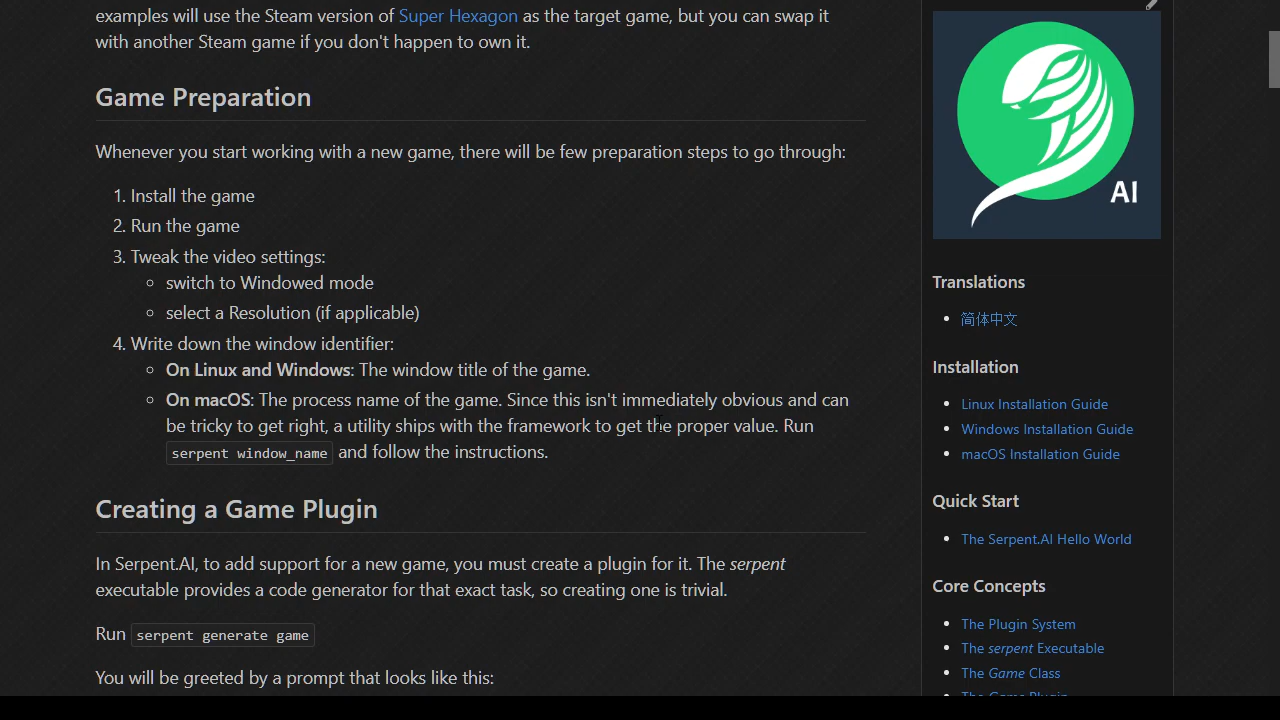 examples will use the Steam version of Super Hexagon as the target game, but you can swap it
with another Steam game if you don't happen to own it.
Game Preparation
Whenever you start working with a new game, there will be few preparation steps to go through:
1. Install the game
2. Run the game
3. Tweak the video settings:
switch to Windowed mode
select a Resolution (if applicable)
4. Write down the window identifier:
On Linux and Windows: The window title of the game.
On macOS: The process name of the game. Since this isn't immediately obvious and can
be tricky to get right, a utility ships with the framework to get the proper value. Run
serpent window_name and follow the instructions.
Creating a Game Plugin
In Serpent.AI, to add support for a new game, you must create a plugin for it. The serpent
executable provides a code generator for that exact task, so creating one is trivial.
Run serpent generate game
You will be greeted by a prompt that looks like this:
AI
Translations
简体中文
Installation
Linux Installation Guide
Windows Installation Guide
macOS Installation Guide
Quick Start
The Serpent.AI Hello World
Core Concepts
The Plugin System
The serpent Executable
The Game Class
The Game Plugin